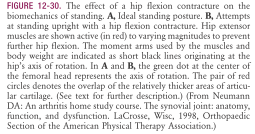 FIGURE 12-30. The effect of a hip flexion contracture on the
biomechanics of standing. A, Ideal standing posture. B, Attempts
at standing upright with a hip flexion contracture. Hip extensor
muscles are shown active (in red) to varying magnitudes to prevent
further hip flexion. The moment arms used by the muscles and
body weight are indicated as short black lines originating at the
hip's axis of rotation. In A and B, the green dot at the center of
the femoral head represents the axis of rotation. The pair of red
circles denotes the overlap of the relatively thicker areas of articu-
lar cartilage. (See text for further description.) (From Neumann
DA: An arthritis home study course. The synovial joint: anatomy,
function, and dysfunction. LaCrosse, Wisc, 1998, Orthopaedic
Section of the American Physical Therapy Association.)